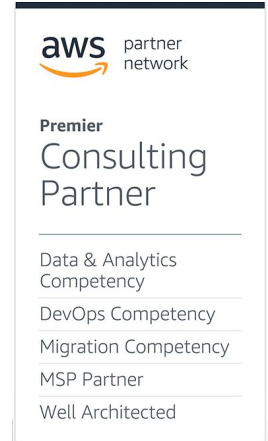 aws partner
network
Premier
Consulting
Partner
Data & Analytics
Competency
DevOps Competency
Migration Competency
MSP Partner
Well Architected